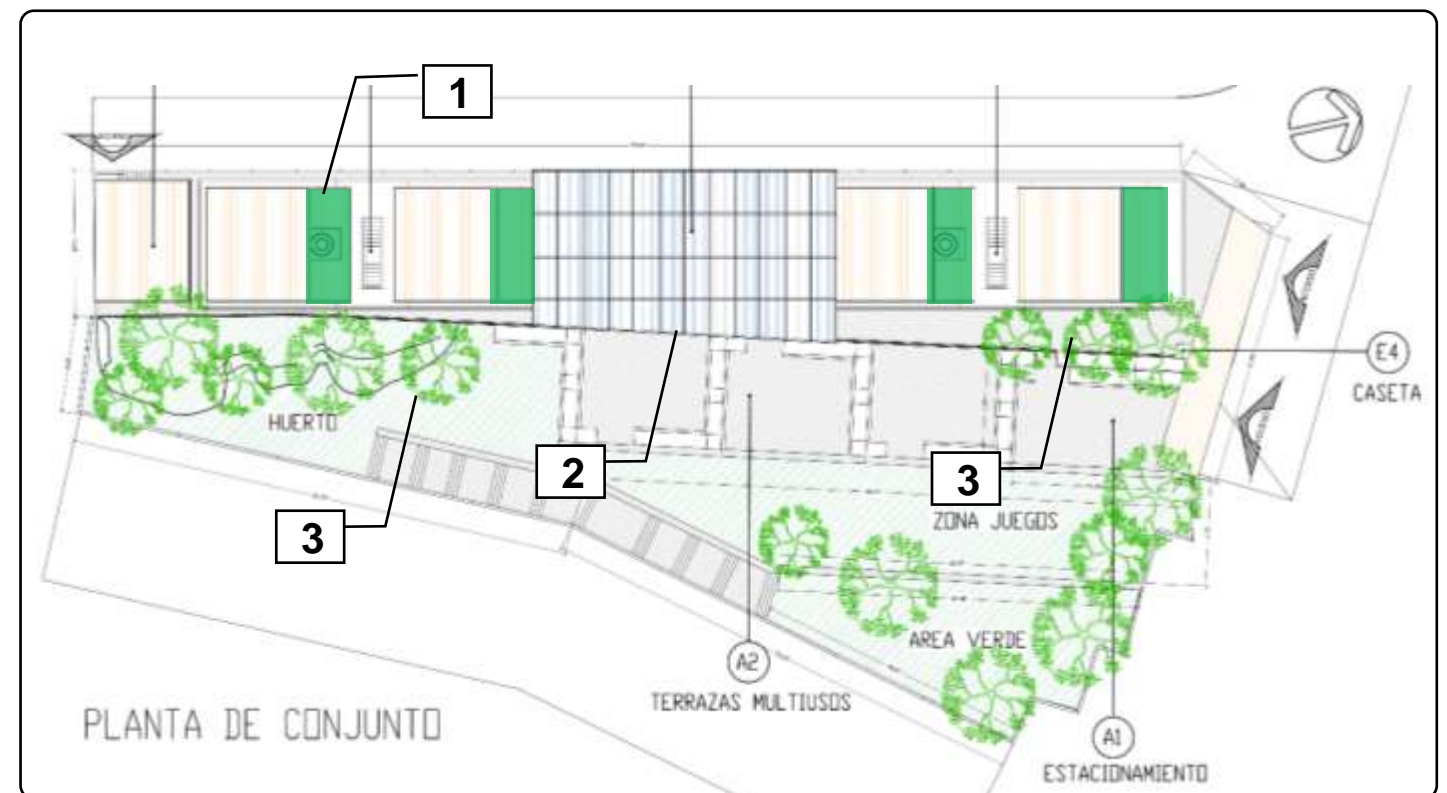 1
E4
CASETA
HUERTO
2
3
3
ZONA JUEGOS
AREA VERDE
A2
TERRAZAS MULTIUSOS
PLANTA DE CONJUNTO
A1
ESTACIONAMIENTO